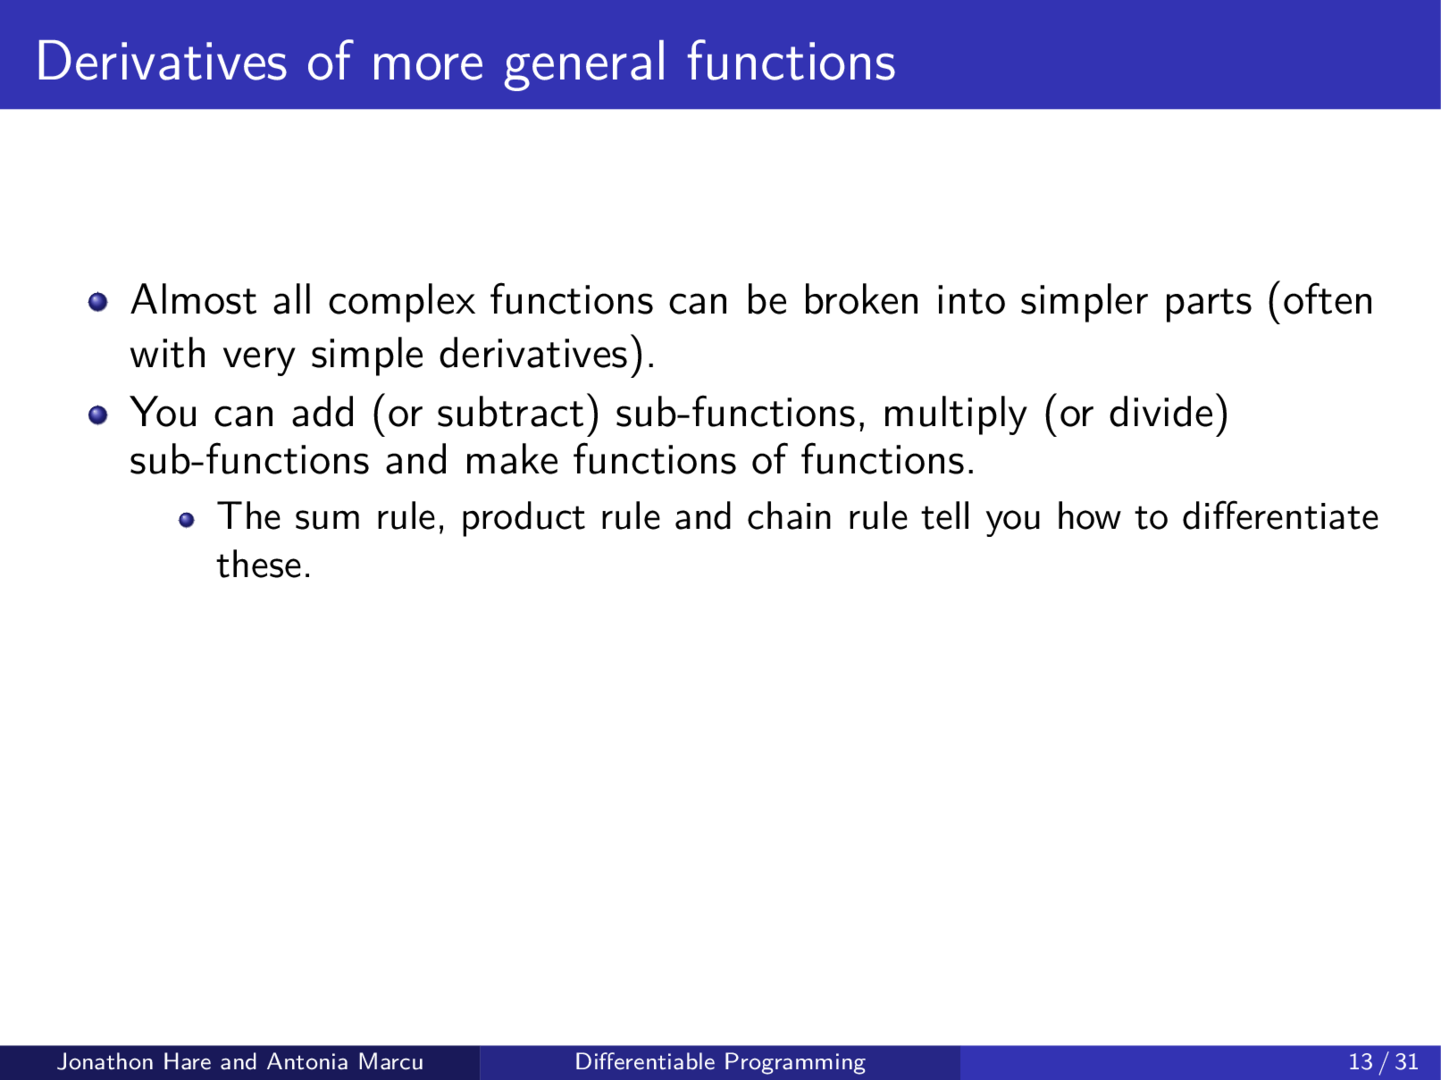 Derivatives of more general functions
Almost all complex functions can be broken into simpler parts (often
with very simple derivatives).
You can add (or subtract) sub-functions, multiply (or divide)
sub-functions and make functions of functions.
The sum rule, product rule and chain rule tell you how to differentiate
these.
Jonathon Hare and Antonia Marcu
Differentiable Programming
13 / 31